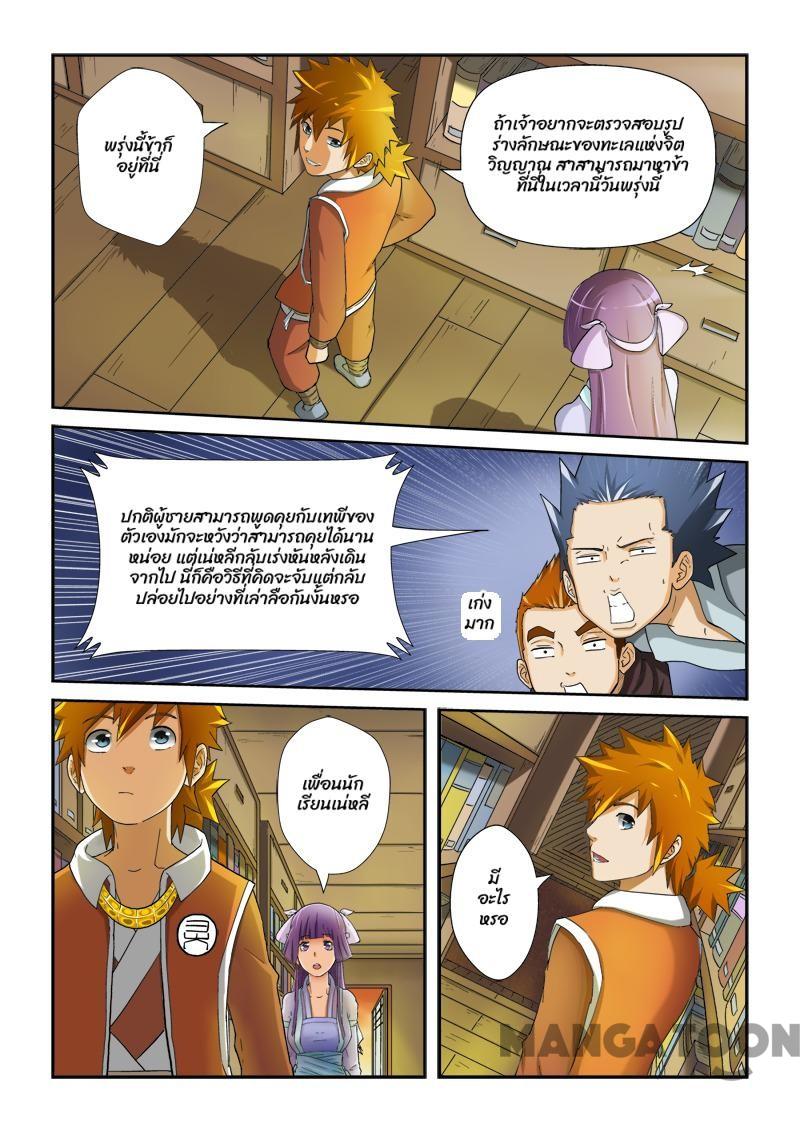 พรุ่งนี้ข้าก็
อยู่ที่นี่
ถ้าเจ้าอยากจะตรวจสอบรูป
ร่างลักษณะของทะเลแห่งจิต
วิญญาณ สาสามารถมาหาข้า
ที่นี่ในเวลานี้วันพรุ่งนี้
ปกติผู้ชายสามารถพูดคุยกับเทพีของ
ตัวเองมักจะหวังว่าสามารถคุยได้นาน
หน่อย แต่เน่หลีกลับเร่งหันหลังเดิน
จากไป นี่ก็คือวิธีที่คิดจะจับแต่กลับ
ปล่อยไปอย่างที่เล่าลือกันงั้นหรอ
เก่ง
มาก
เพื่อนนัก
เรียนเน่หลี
มี
อะไร
หรอ
MANGATOON